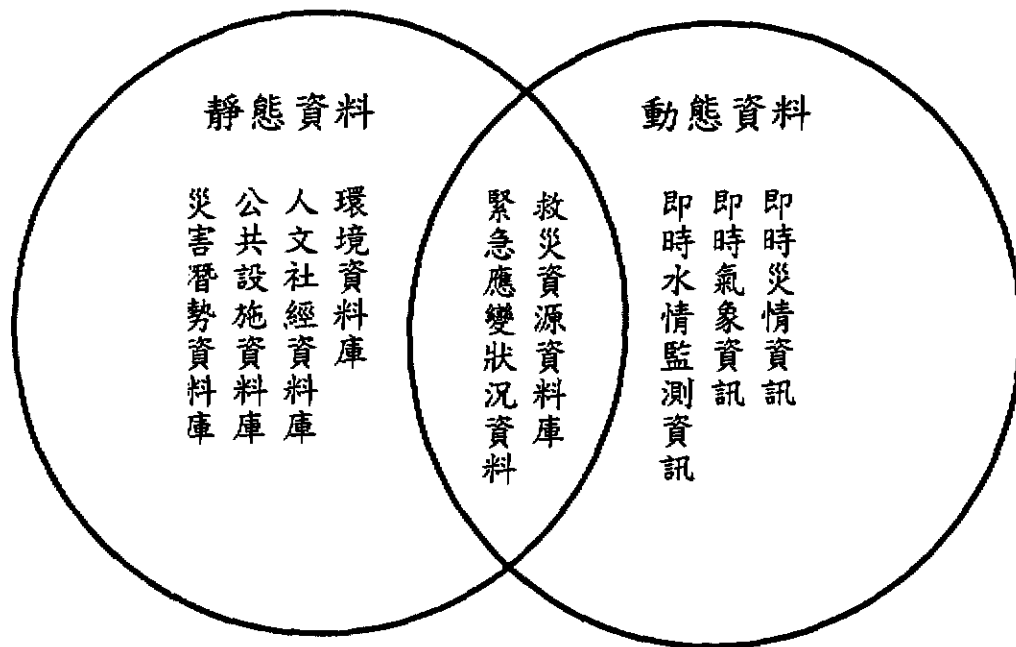 靜態資料
環境資料庫
人文社經資料庫
公共設施資料庫
災害潛勢資料庫
救災資源資料庫
緊急應變狀況資料
動態資料
即時災情資訊
即時氣象資訊
即時水情監測資訊